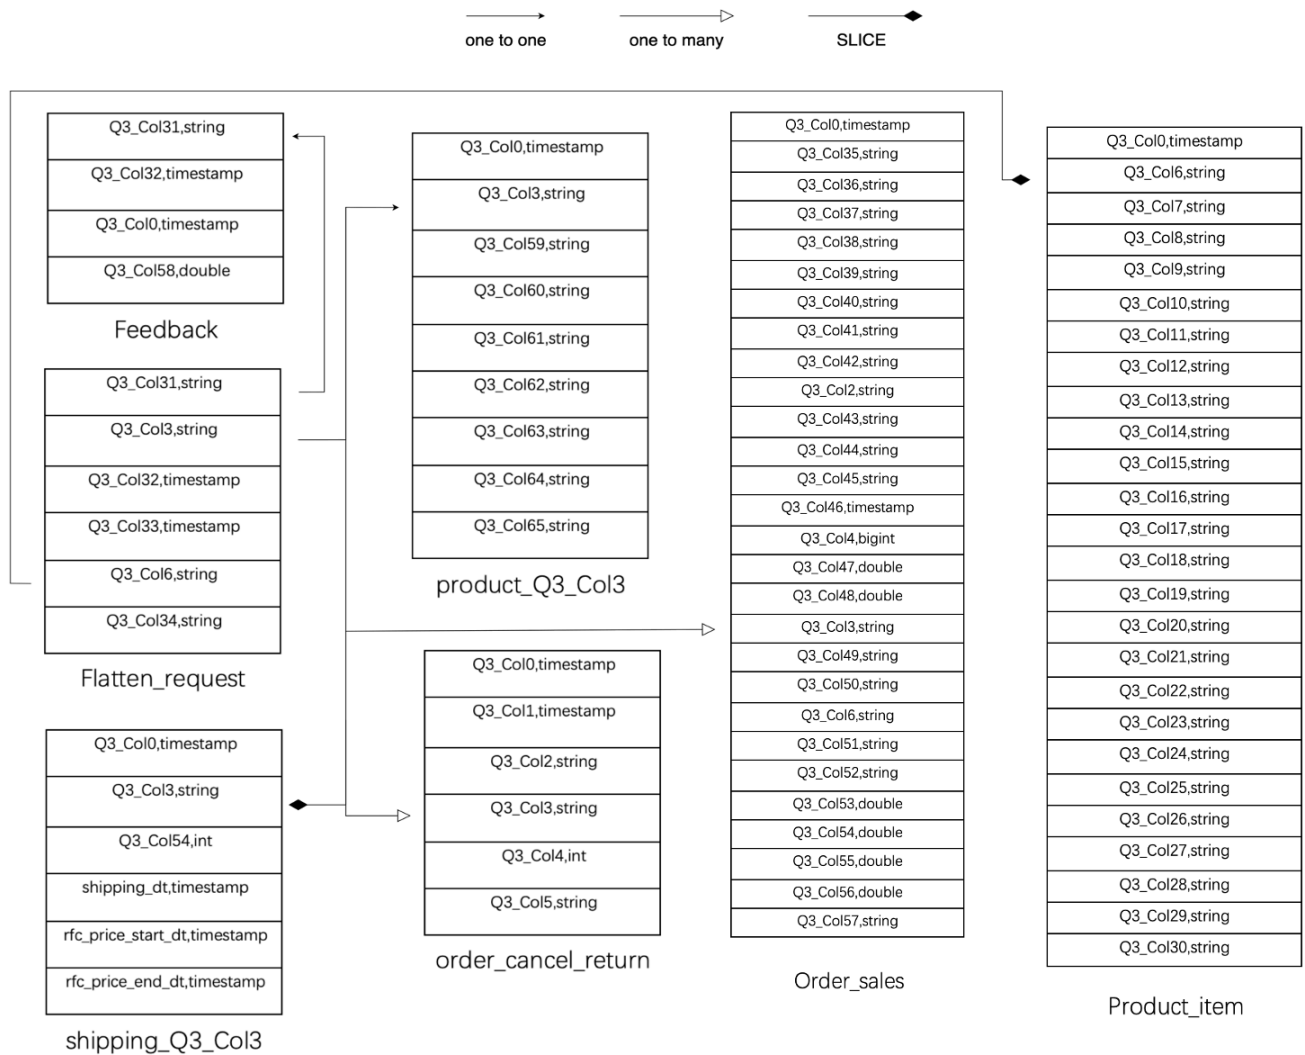 one to one
one to many
SLICE
Q3_Col31,string
Q3_Col32,timestamp
Q3_Col0,timestamp
Q3_Col58,double
Feedback
Q3_Col31,string
Q3_Col3,string
Q3_Col32,timestamp
Q3_Col33,timestamp
Q3_Col6,string
Q3_Col34,string
Flatten_request
Q3_Col0,timestamp
Q3_Col3,string
Q3_Col54,int
shipping_dt,timestamp
rfc_price_start_dt,timestamp
rfc_price_end_dt,timestamp
shipping_Q3_Col3
Q3_Col0,timestamp
Q3_Col3,string
Q3_Col59,string
Q3_Col60,string
Q3_Col61,string
Q3_Col62,string
Q3_Col63,string
Q3_Col64,string
Q3_Col65,string
product_Q3_Col3
Q3_Col0,timestamp
Q3_Col1,timestamp
Q3_Col2,string
Q3_Col3,string
Q3_Col4,int
Q3_Col5,string
order_cancel_return
Q3_Col0,timestamp
Q3_Col35,string
Q3_Col36,string
Q3_Col37,string
Q3_Col38,string
Q3_Col39,string
Q3_Col40,string
Q3_Col41,string
Q3_Col42,string
Q3_Col2,string
Q3_Col43,string
Q3_Col44,string
Q3_Col45,string
Q3_Col46,timestamp
Q3_Col4,bigint
Q3_Col47,double
Q3_Col48,double
Q3_Col3,string
Q3_Col49,string
Q3_Col50,string
Q3_Col6,string
Q3_Col51,string
Q3_Col52,string
Q3_Col53,double
Q3_Col54,double
Q3_Col55,double
Q3_Col56,double
Q3_Col57,string
Order_sales
Q3_Col0,timestamp
Q3_Col6,string
Q3_Col7,string
Q3_Col8,string
Q3_Col9,string
Q3_Col10,string
Q3_Col11,string
Q3_Col12,string
Q3_Col13,string
Q3_Col14,string
Q3_Col15,string
Q3_Col16,string
Q3_Col17,string
Q3_Col18,string
Q3_Col19,string
Q3_Col20,string
Q3_Col21,string
Q3_Col22,string
Q3_Col23,string
Q3_Col24,string
Q3_Col25,string
Q3_Col26,string
Q3_Col27,string
Q3_Col28,string
Q3_Col29,string
Q3_Col30,string
Product_item